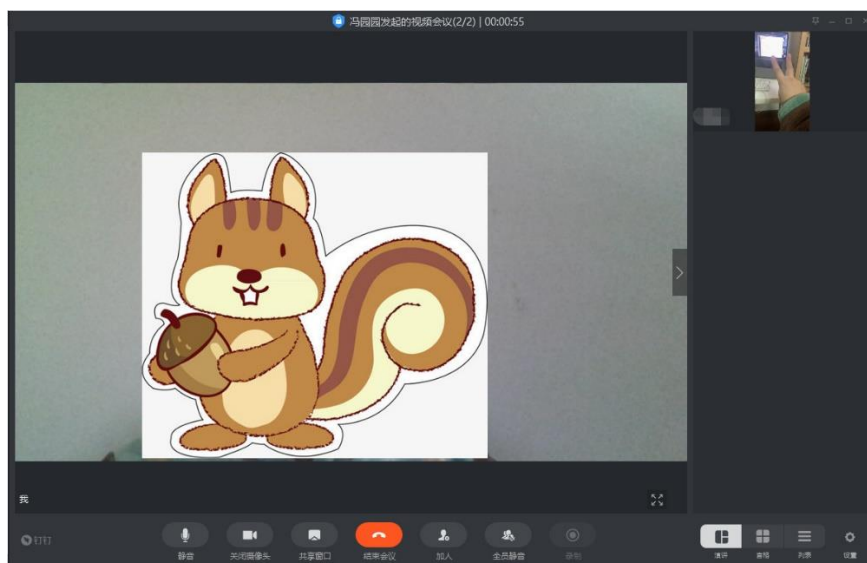 冯园园发起的视频会议(2/2) | 00:00:55
我
钉钉
静音
关闭摄像头
共享窗口
结束会议
加入
全员静音
录制
演讲
宫格
列表
设置